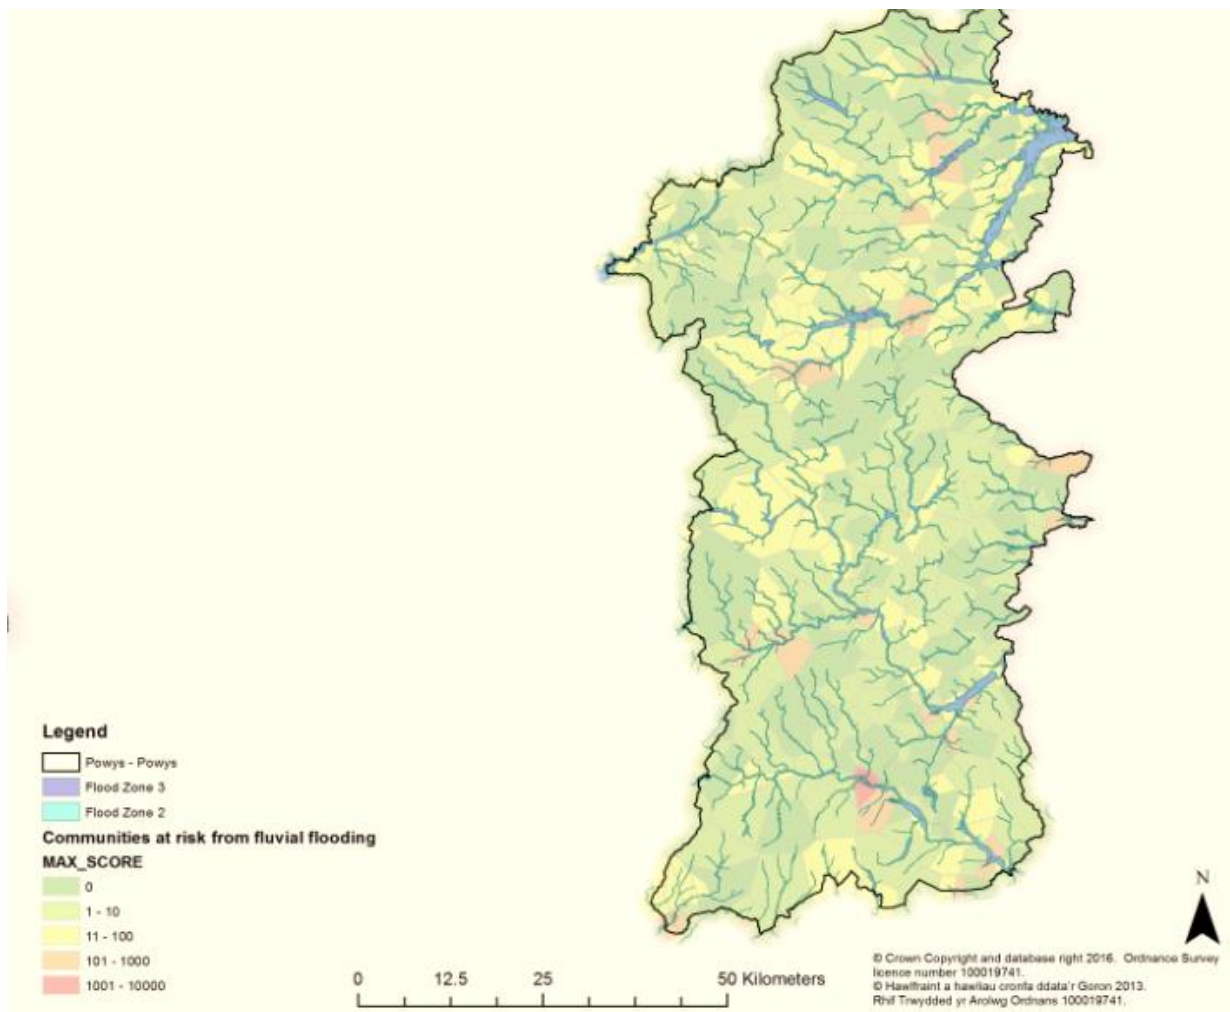 Legend
Powys - Powys
Flood Zone 3
Flood Zone 2
Communities at risk from fluvial flooding
MAX_SCORE
0
1 - 10
11 - 100
101 - 1000
1001 - 10000
0 12.5 25 50 Kilometers
N
© Crown Copyright and database right 2016. Ordnance Survey
licence number 100019741.
© Hawlfraint a hawliau cronfa ddata'r Goron 2013.
Rhif Trwydded yr Arolwg Ordnans 100019741.